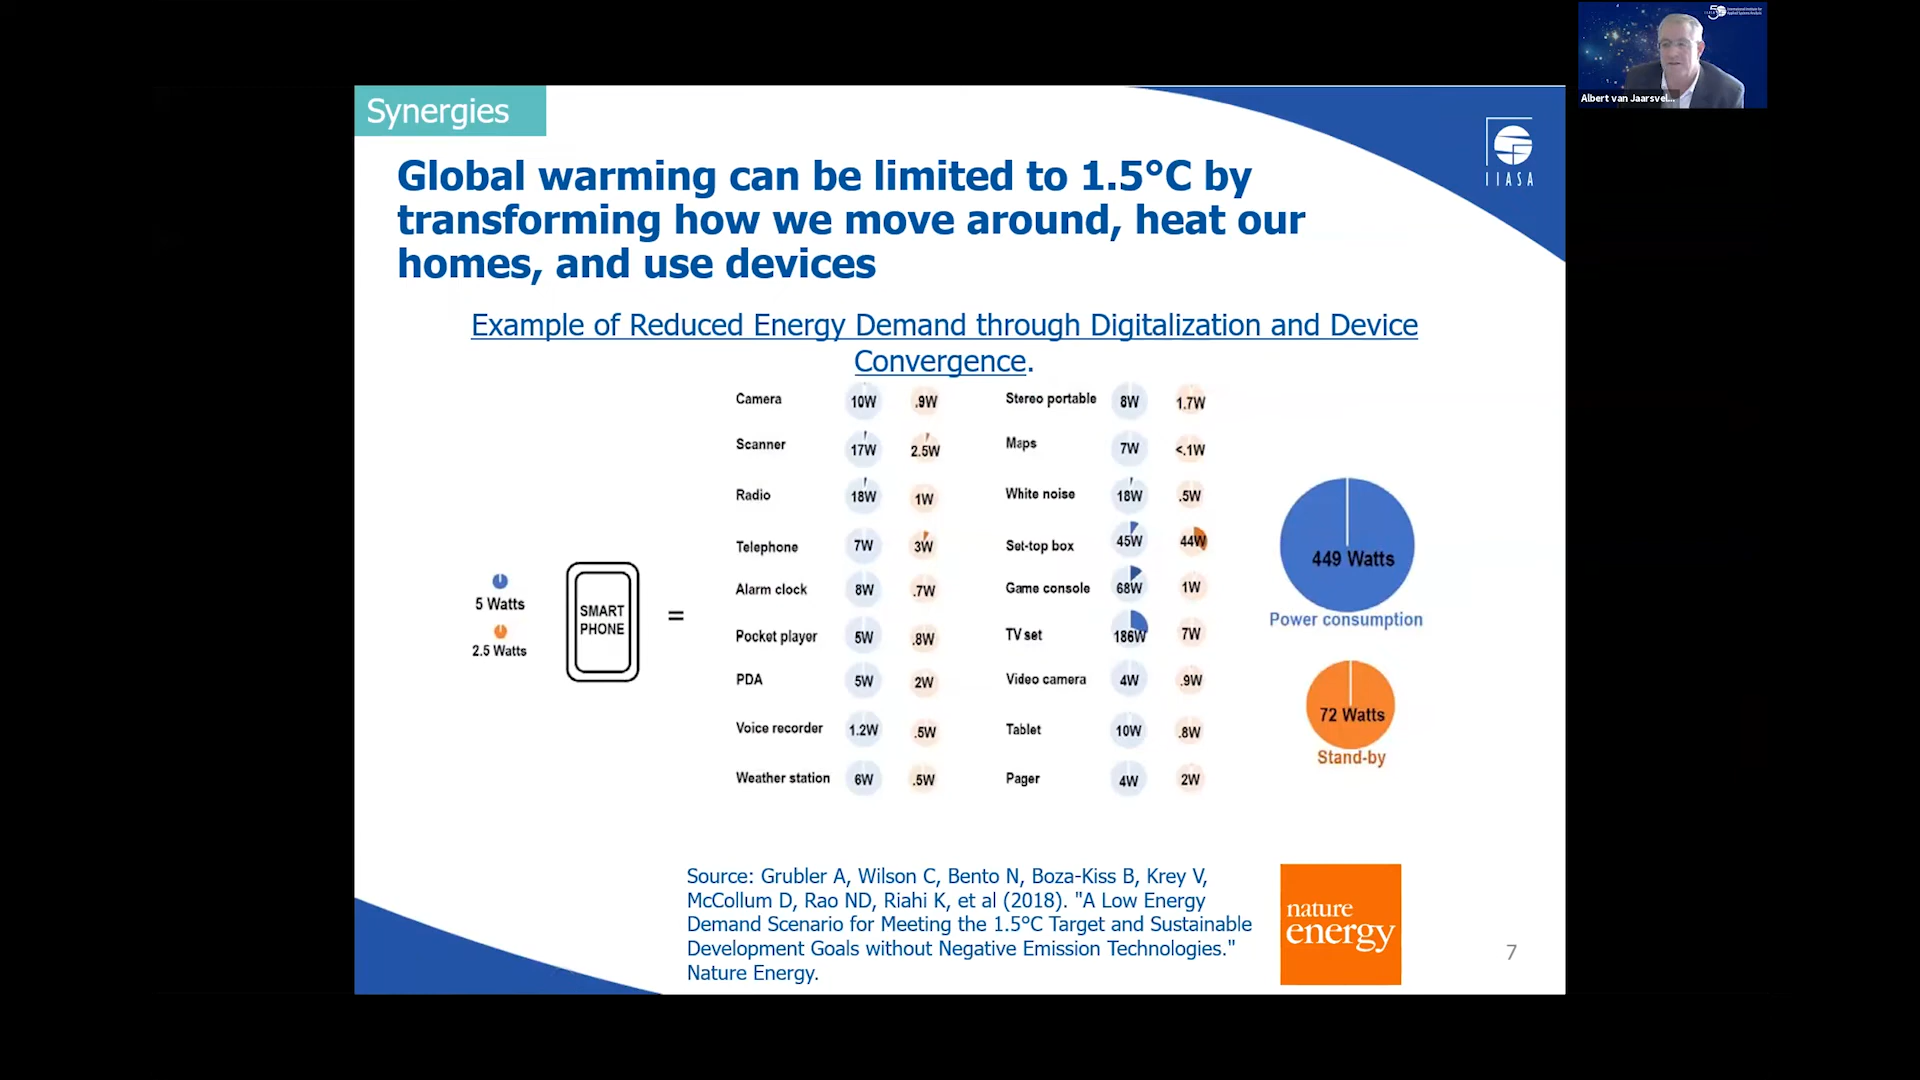 Albert van Jaarsvel...
Synergies
IIASA
Global warming can be limited to 1.5°C by
transforming how we move around, heat our
homes, and use devices
Example of Reduced Energy Demand through Digitalization and Device
Convergence.
5 Watts
2.5 Watts
SMART
PHONE
=
Camera 10W .9W
Scanner 17W 2.5W
Radio 18W 1W
Telephone 7W 3W
Alarm clock 8W .7W
Pocket player 5W .8W
PDA 5W 2W
Voice recorder 1.2W .5W
Weather station 6W .5W
Stereo portable 8W 1.7W
Maps 7W <.1W
White noise 18W .5W
Set-top box 45W 44W
Game console 68W 1W
TV set 186W 7W
Video camera 4W .9W
Tablet 10W .8W
Pager 4W 2W
449 Watts
Power consumption
72 Watts
Stand-by
Source: Grubler A, Wilson C, Bento N, Boza-Kiss B, Krey V,
McCollum D, Rao ND, Riahi K, et al (2018). "A Low Energy
Demand Scenario for Meeting the 1.5°C Target and Sustainable
Development Goals without Negative Emission Technologies."
Nature Energy.
nature
energy
7